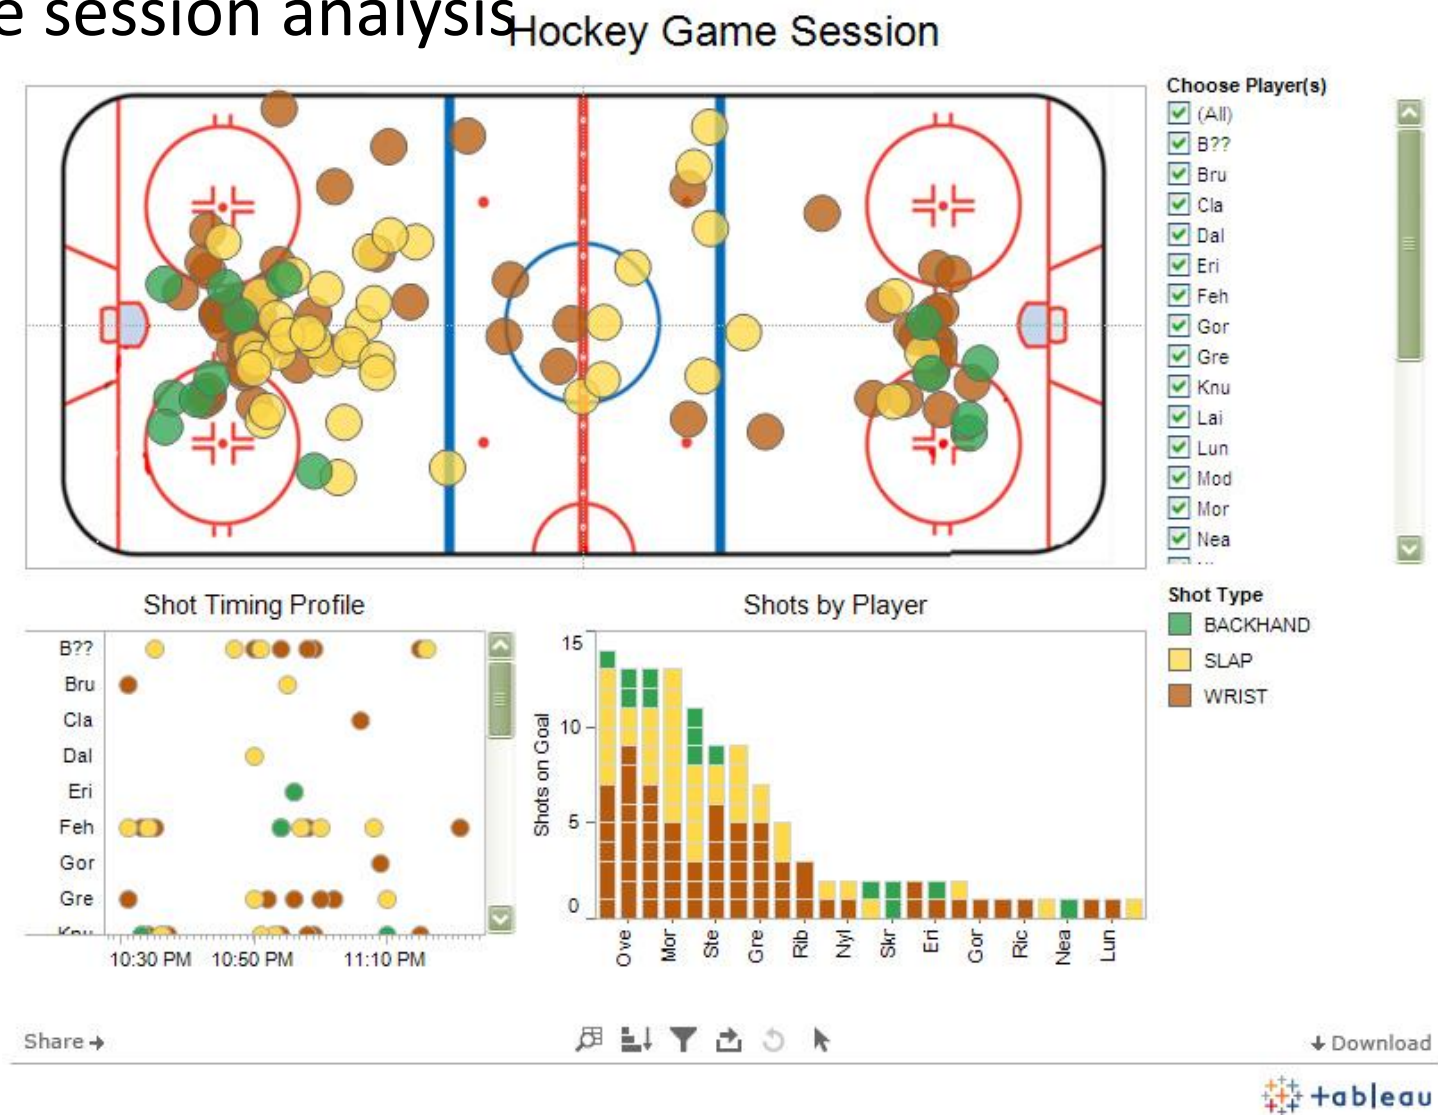 e session analysis
Hockey Game Session
Choose Player(s)
(All)
B??
Bru
Cla
Dal
Eri
Feh
Gor
Gre
Knu
Lai
Lun
Mod
Mor
Nea
Shot Timing Profile
B??
Bru
Cla
Dal
Eri
Feh
Gor
Gre
Knu
10:30 PM 10:50 PM 11:10 PM
Shots by Player
Shots on Goal
15
10
5
0
Ove Mor Ste Gre Rib Nyl Skr Eri Gor Ric Nea Lun
Shot Type
BACKHAND
SLAP
WRIST
Share
Download
+ableau